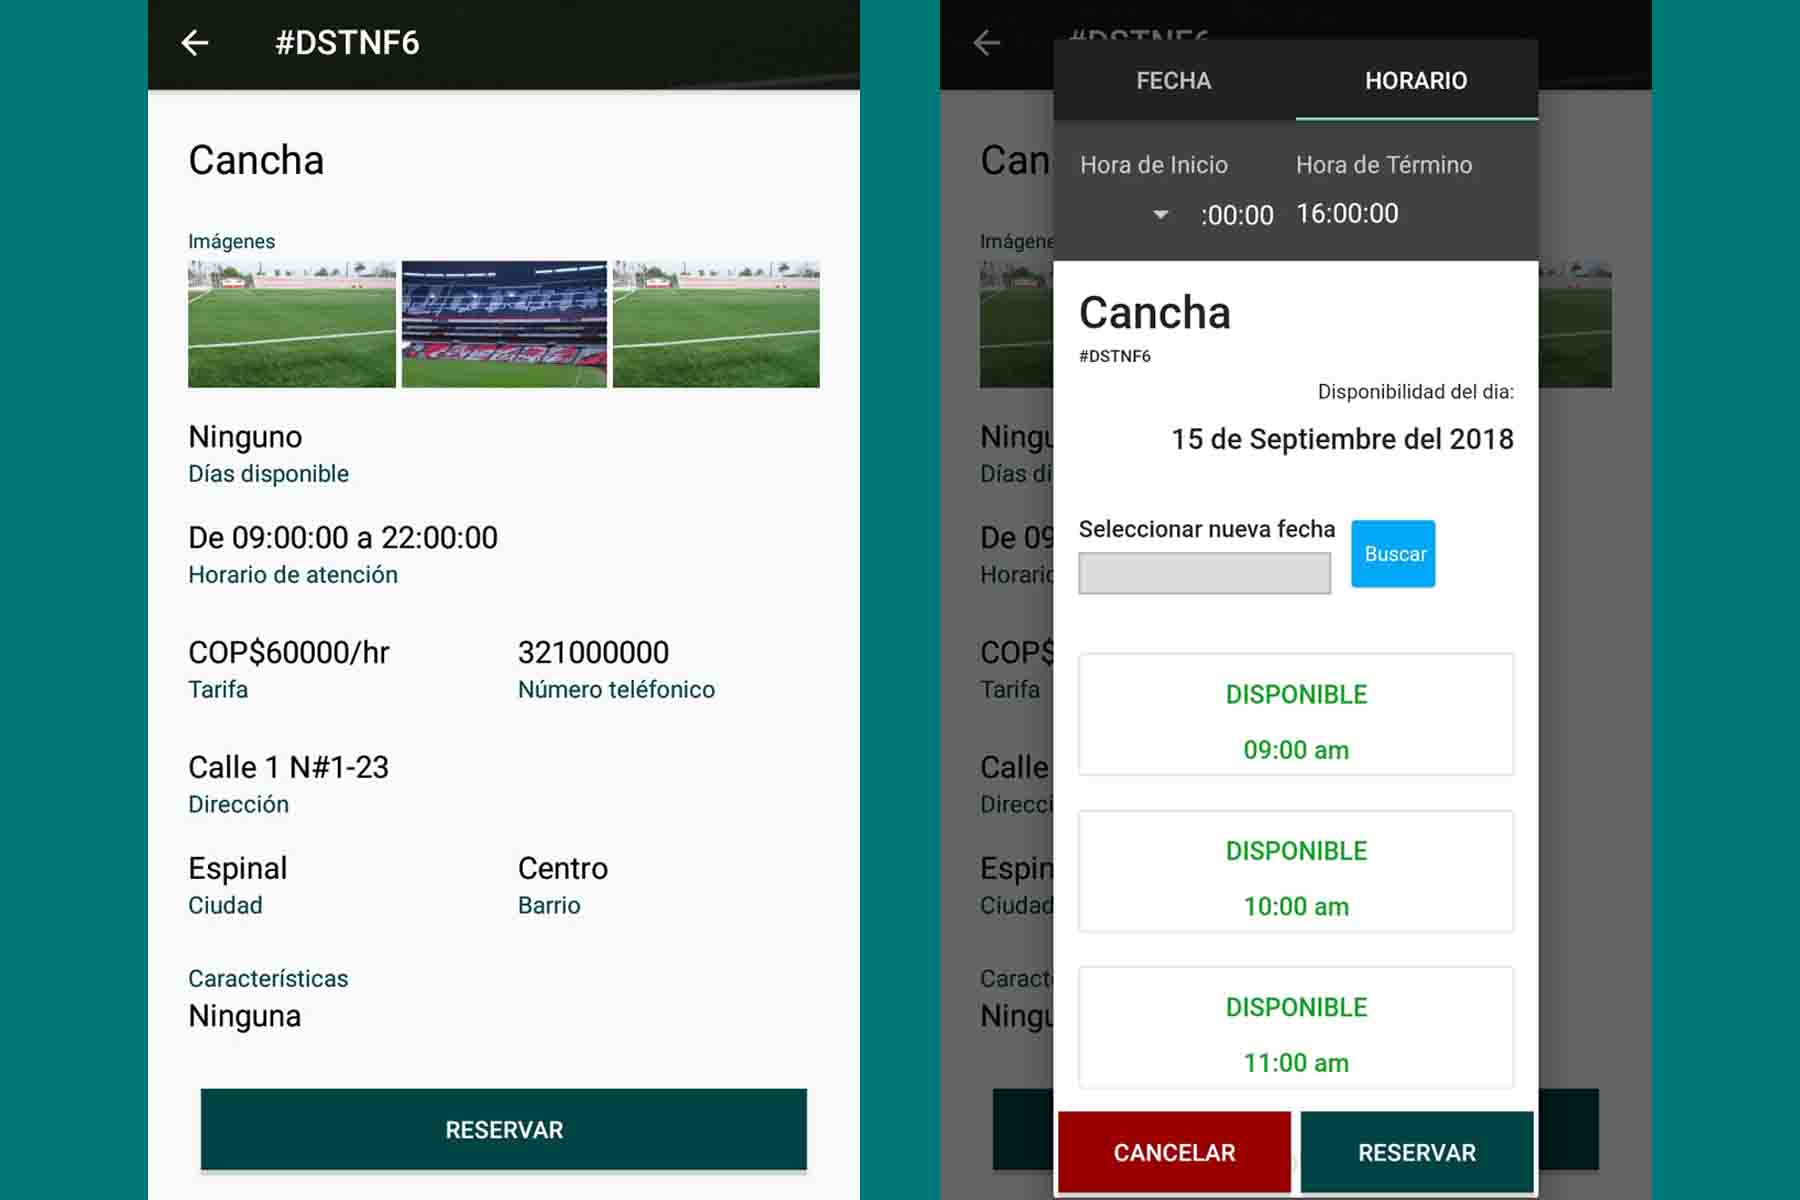 #DSTNF6
Cancha
Imágenes
Ninguno
Días disponible
De 09:00:00 a 22:00:00
Horario de atención
COP$60000/hr
321000000
Tarifa
Número teléfonico
Calle 1 N#1-23
Dirección
Espinal
Centro
Ciudad
Barrio
Características
Ninguna
RESERVAR
#DSTNF6
FECHA
HORARIO
Hora de Inicio
Hora de Término
:00:00
16:00:00
Cancha
#DSTNF6
Disponibilidad del dia:
15 de Septiembre del 2018
Seleccionar nueva fecha
Buscar
DISPONIBLE
09:00 am
DISPONIBLE
10:00 am
DISPONIBLE
11:00 am
CANCELAR
RESERVAR
Can
Imágene
Ningu
Días di
De 09
Horario
COP$
Tarifa
Calle
Direcci
Espin
Ciudad
Caract
Ningu